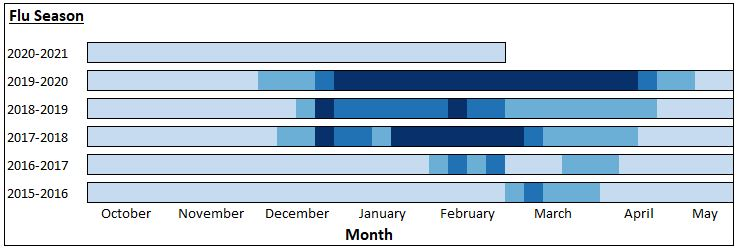 Flu Season
2020-2021
2019-2020
2018-2019
2017-2018
2016-2017
2015-2016
October November December January February March April May
Month